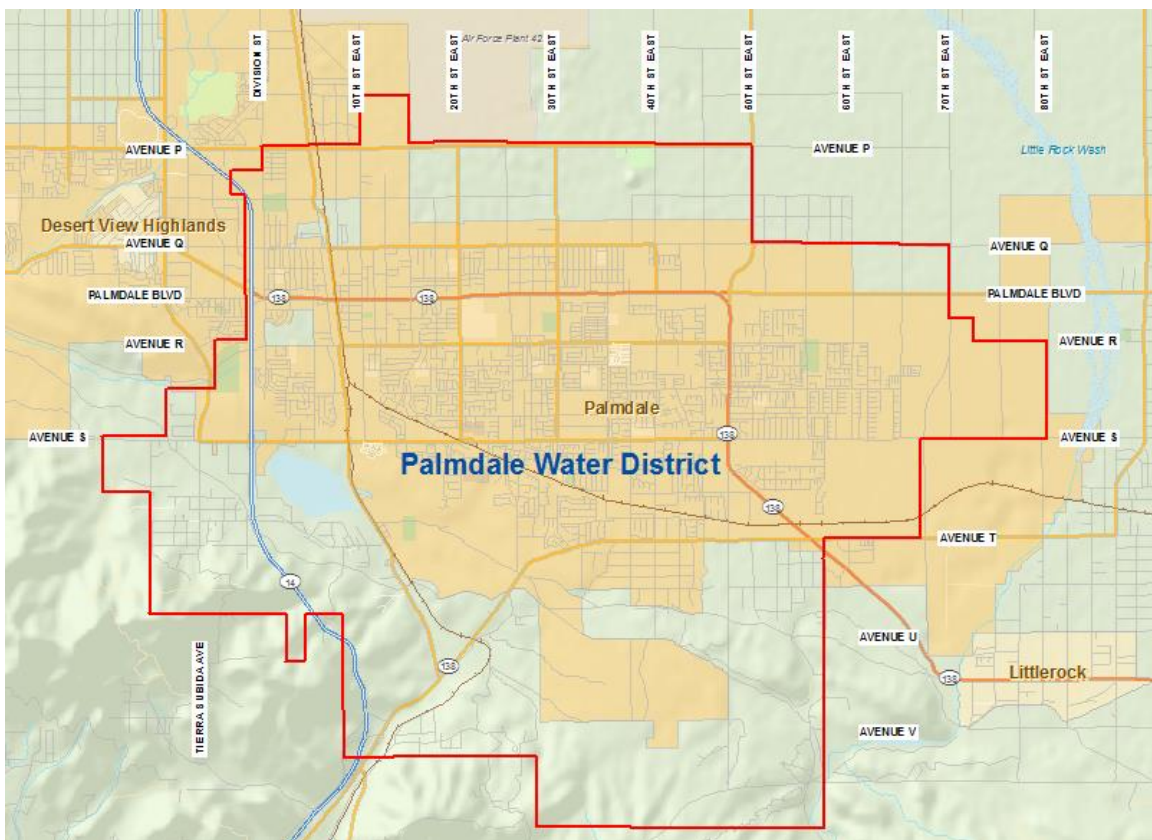 Air Force Plant 42
DIVISION ST
10TH ST EAST
20TH ST EAST
30TH ST EAST
40TH ST EAST
50TH ST EAST
60TH ST EAST
70TH ST EAST
80TH ST EAST
AVENUE P
AVENUE P
Little Rock Wash
Desert View Highlands
AVENUE Q
AVENUE Q
PALMDALE BLVD
138
138
PALMDALE BLVD
AVENUE R
AVENUE R
Palmdale
AVENUE S
138
AVENUE S
Palmdale Water District
138
AVENUE T
14
AVENUE U
138
Littlerock
138
TIERRA SUBIDA AVE
AVENUE V